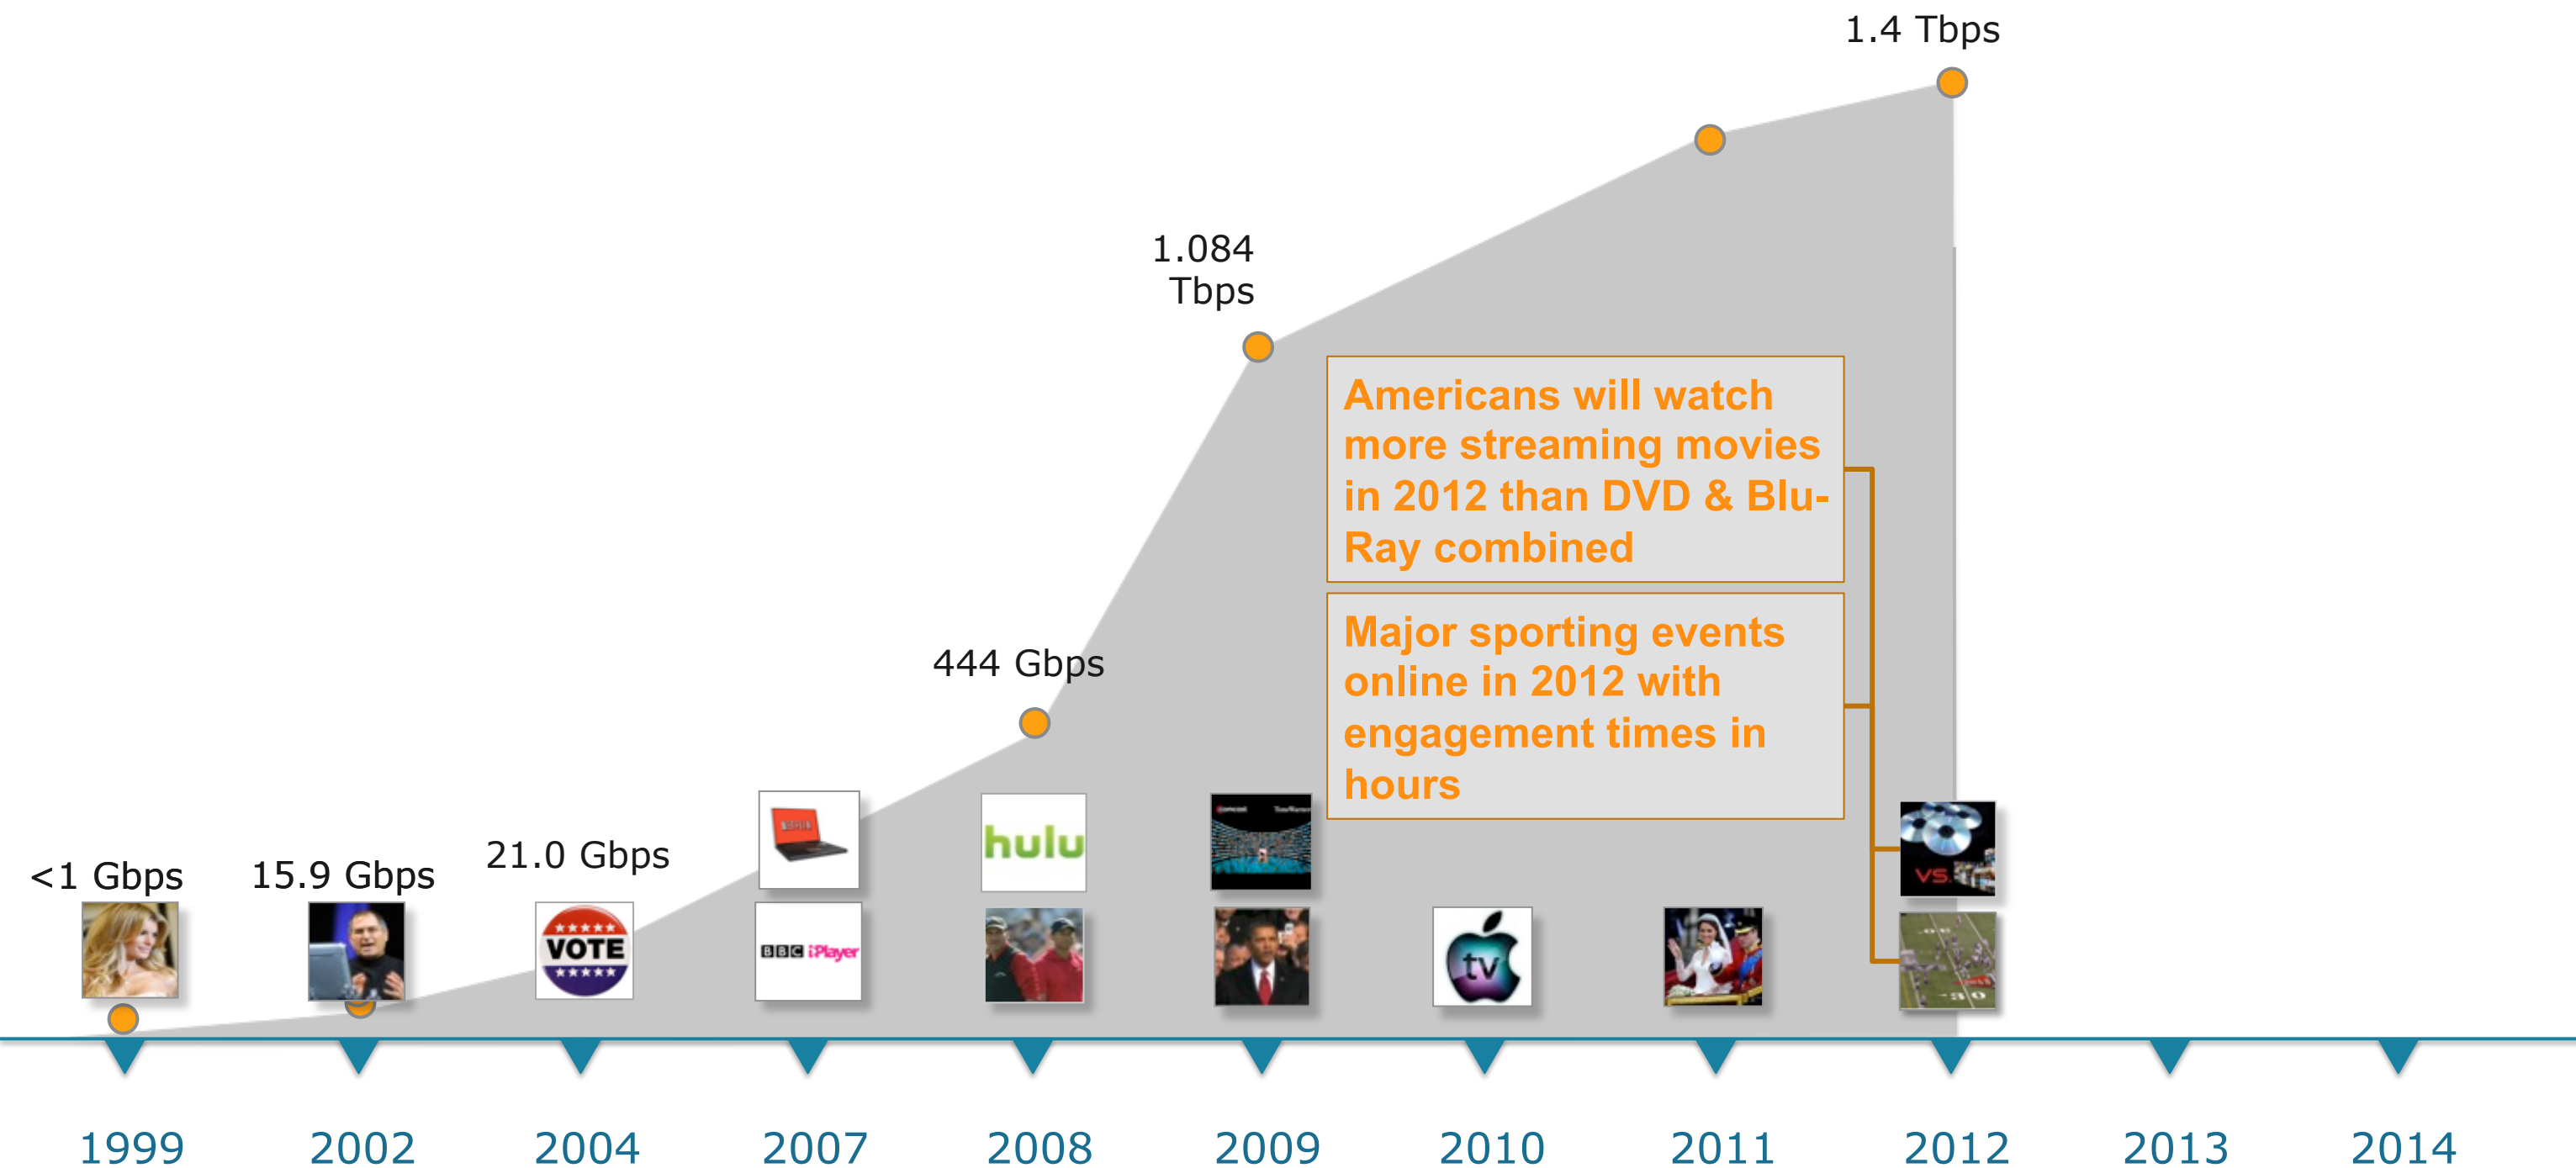 1.4 Tbps
1.084
Tbps
Americans will watch
more streaming movies
in 2012 than DVD & Blu-
Ray combined
444 Gbps
Major sporting events
online in 2012 with
engagement times in
hours
<1 Gbps
15.9 Gbps
21.0 Gbps
hulu
VS.
VOTE
BBC iPlayer
tv
1999
2002
2004
2007
2008
2009
2010
2011
2012
2013
2014